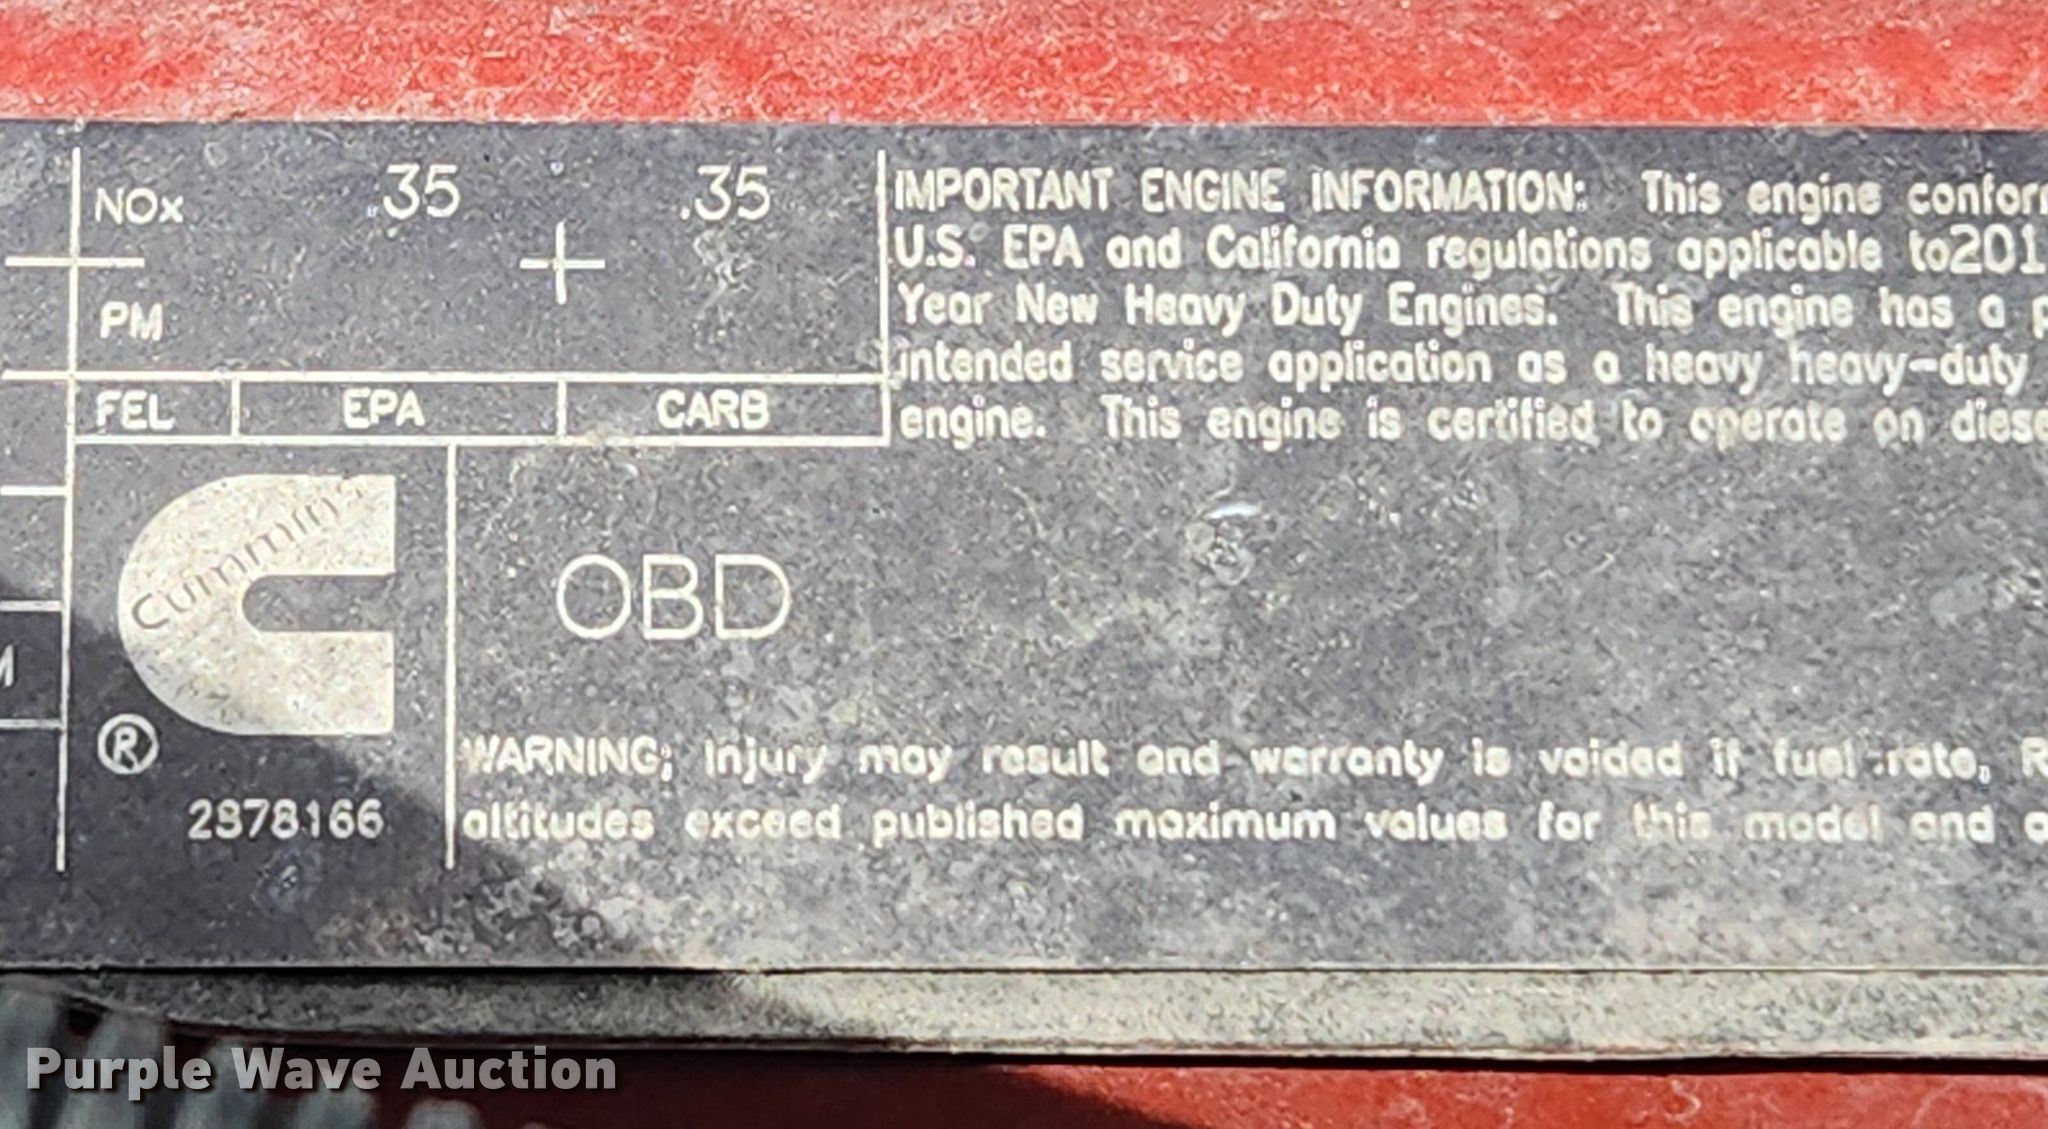 NOx .35 .35
PM
FEL EPA CARB
IMPORTANT ENGINE INFORMATION: This engine conform
U.S. EPA and California regulations applicable to201
Year New Heavy Duty Engines. This engine has a p
intended service application as a heavy heavy-duty
engine. This engine is certified to operate on diese
Cummins
®
2878166
OBD
WARNING; Injury may result and warranty is voided if fuel rate, R
altitudes exceed published maximum values for this model and a
M
Purple Wave Auction